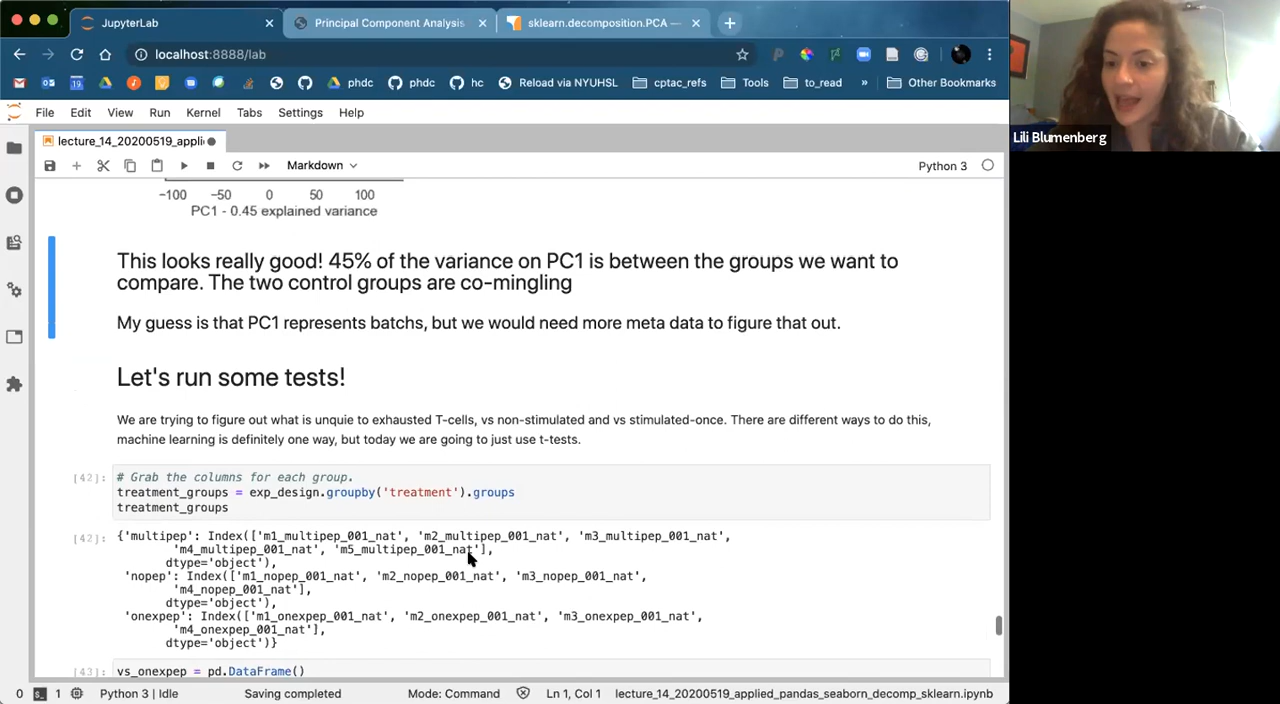 JupyterLab
Principal Component Analysis
sklearn.decomposition.PCA —
localhost:8888/lab
phdc
phdc
hc
Reload via NYUHSL
cptac_refs
Tools
to_read
»
Other Bookmarks
File Edit View Run Kernel Tabs Settings Help
lecture_14_20200519_appli
Markdown
Python 3
−100 −50 0 50 100
PC1 - 0.45 explained variance
This looks really good! 45% of the variance on PC1 is between the groups we want to
compare. The two control groups are co-mingling
My guess is that PC1 represents batchs, but we would need more meta data to figure that out.
Let's run some tests!
We are trying to figure out what is unquie to exhausted T-cells, vs non-stimulated and vs stimulated-once. There are different ways to do this,
machine learning is definitely one way, but today we are going to just use t-tests.
[42]: # Grab the columns for each group.
treatment_groups = exp_design.groupby('treatment').groups
treatment_groups
[42]: {'multipep': Index(['m1_multipep_001_nat', 'm2_multipep_001_nat', 'm3_multipep_001_nat',
'm4_multipep_001_nat', 'm5_multipep_001_nat'],
dtype='object'),
'nopep': Index(['m1_nopep_001_nat', 'm2_nopep_001_nat', 'm3_nopep_001_nat',
'm4_nopep_001_nat'],
dtype='object'),
'onexpep': Index(['m1_onexpep_001_nat', 'm2_onexpep_001_nat', 'm3_onexpep_001_nat',
'm4_onexpep_001_nat'],
dtype='object')}
[43]: vs_onexpep = pd.DataFrame()
0 1 Python 3 | Idle Saving completed Mode: Command Ln 1, Col 1 lecture_14_20200519_applied_pandas_seaborn_decomp_sklearn.ipynb
Lili Blumenberg